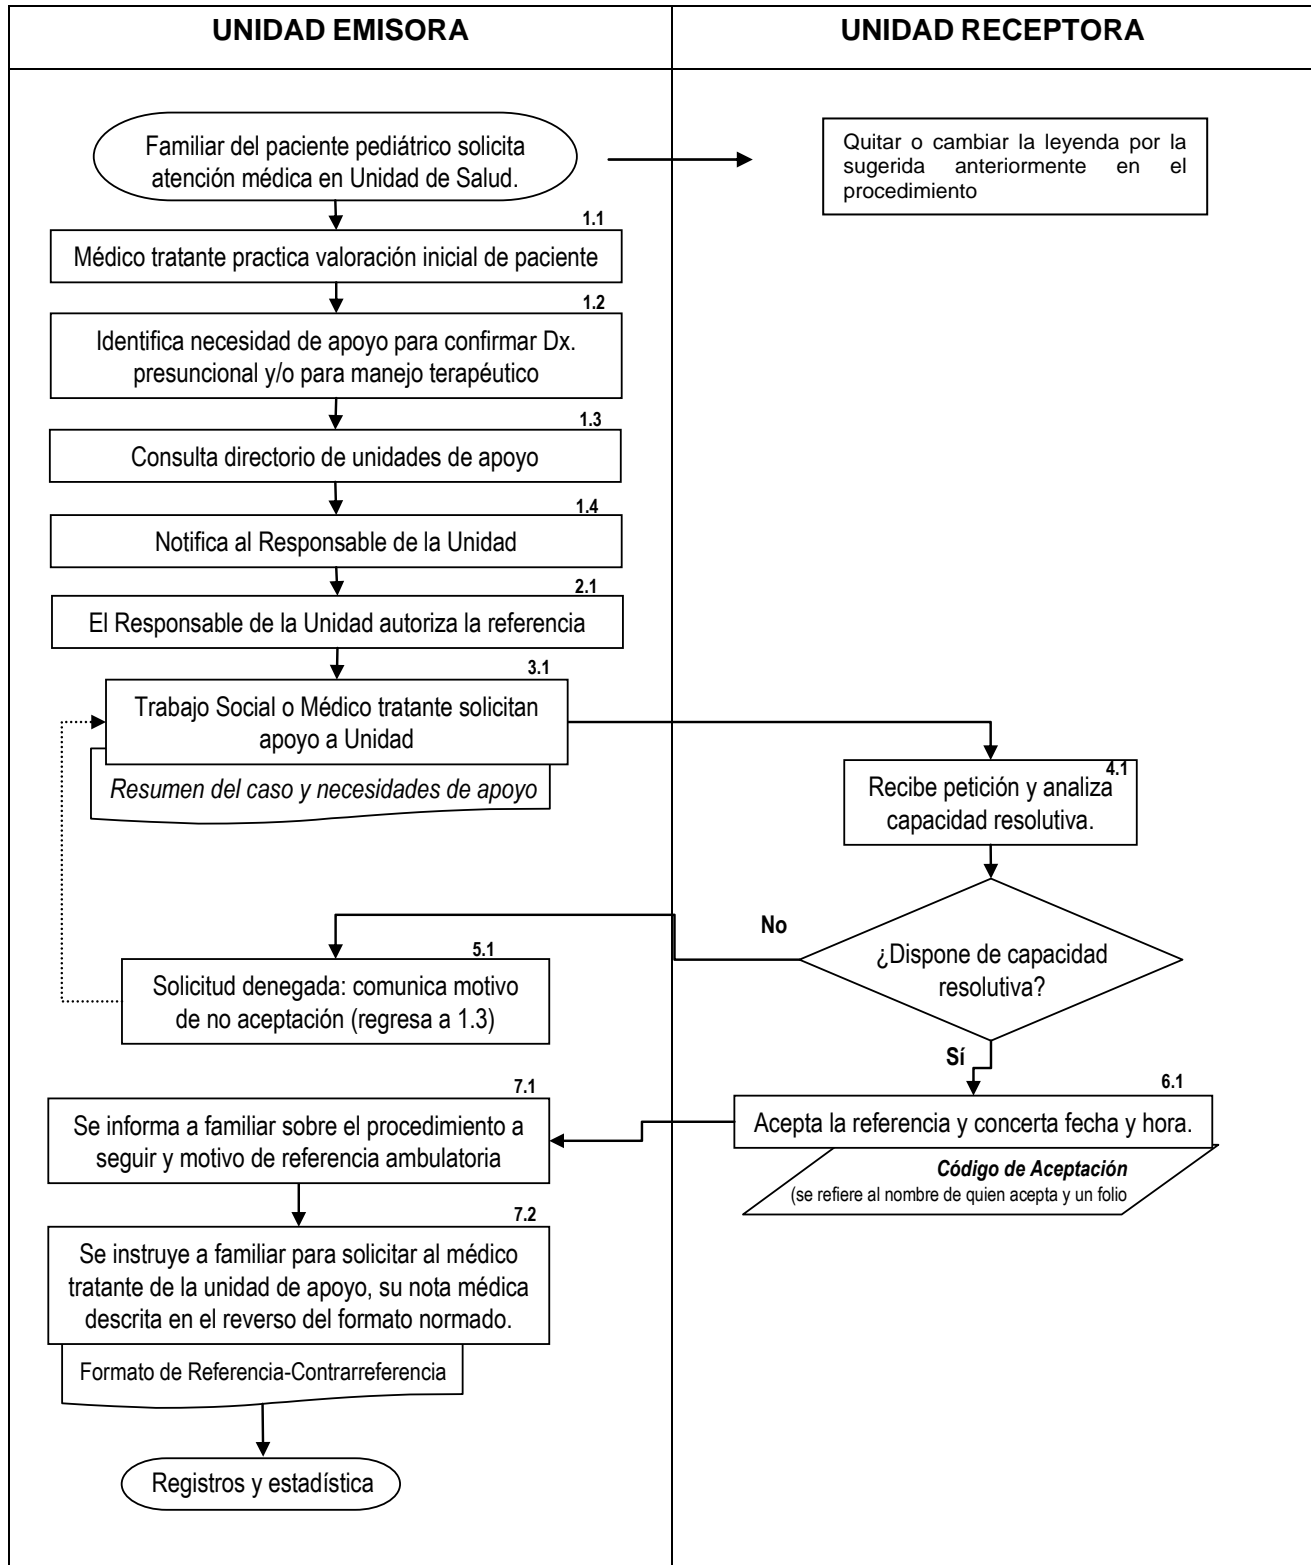 UNIDAD EMISORA
UNIDAD RECEPTORA
Familiar del paciente pediátrico solicita
atención médica en Unidad de Salud.
Quitar o cambiar la leyenda por la
sugerida anteriormente en el
procedimiento
1.1
Médico tratante practica valoración inicial de paciente
1.2
Identifica necesidad de apoyo para confirmar Dx.
presuncional y/o para manejo terapéutico
1.3
Consulta directorio de unidades de apoyo
1.4
Notifica al Responsable de la Unidad
2.1
El Responsable de la Unidad autoriza la referencia
3.1
Trabajo Social o Médico tratante solicitan
apoyo a Unidad
Resumen del caso y necesidades de apoyo
4.1
Recibe petición y analiza
capacidad resolutiva.
No
¿Dispone de capacidad
resolutiva?
5.1
Solicitud denegada: comunica motivo
de no aceptación (regresa a 1.3)
Sí
6.1
Acepta la referencia y concerta fecha y hora.
Código de Aceptación
(se refiere al nombre de quien acepta y un folio
7.1
Se informa a familiar sobre el procedimiento a
seguir y motivo de referencia ambulatoria
7.2
Se instruye a familiar para solicitar al médico
tratante de la unidad de apoyo, su nota médica
descrita en el reverso del formato normado.
Formato de Referencia-Contrarreferencia
Registros y estadística